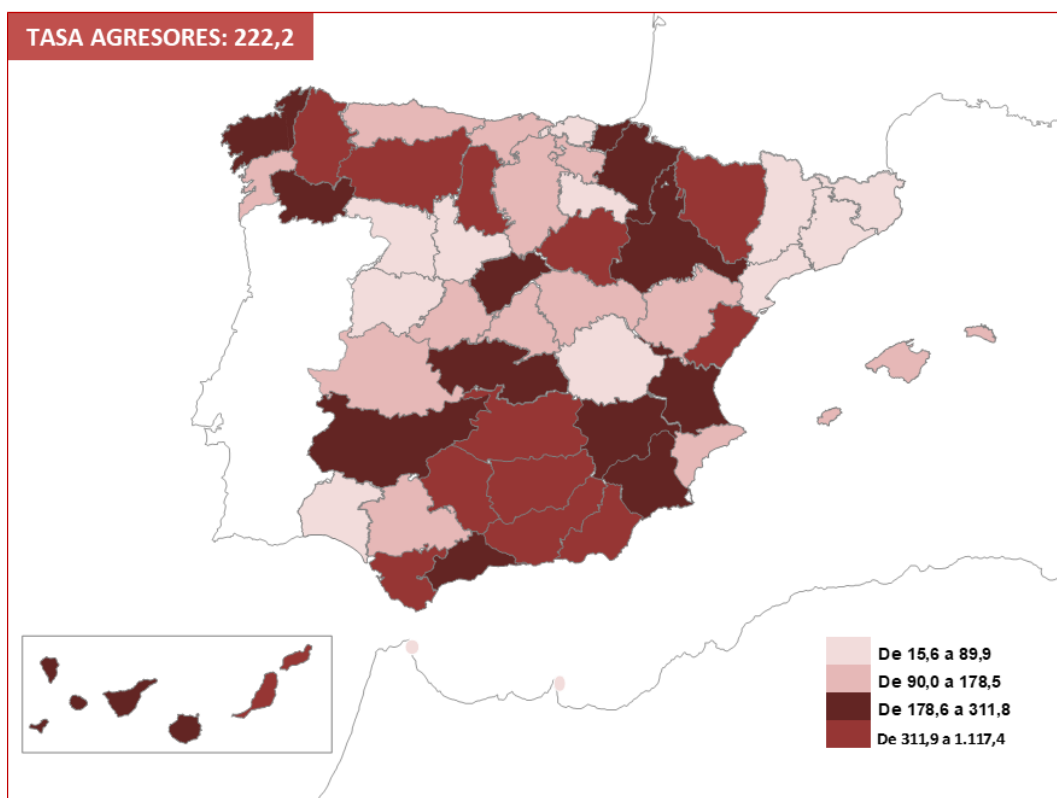 TASA AGRESORES: 222,2
De 15,6 a 89,9
De 90,0 a 178,5
De 178,6 a 311,8
De 311,9 a 1.117,4